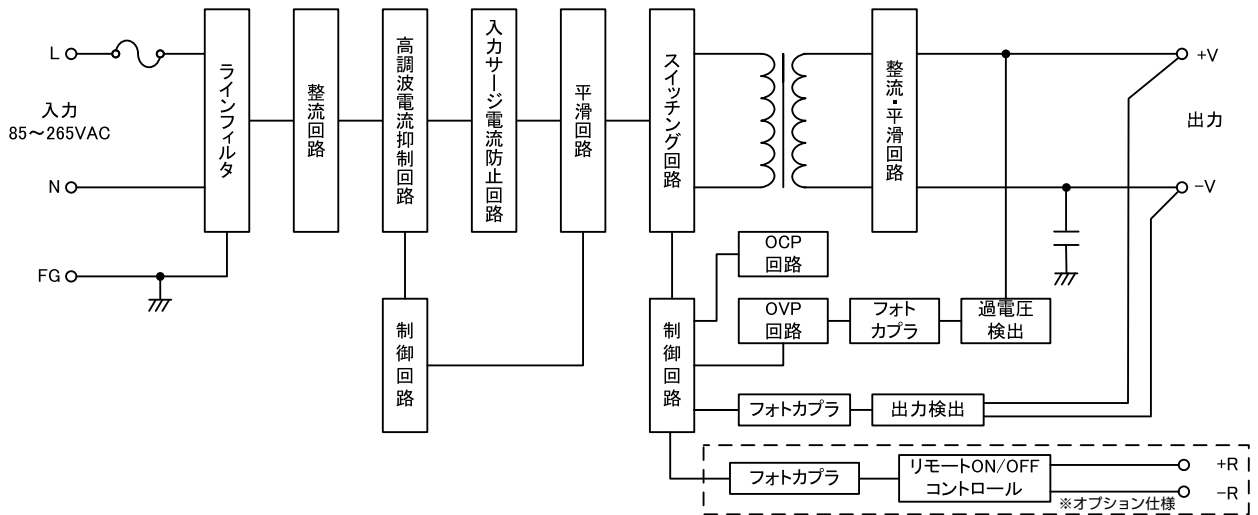 L
入力
85～265VAC
N
FG
ラインフィルタ
整流回路
高調波電流抑制回路
入力サージ電流防止回路
平滑回路
スイッチング回路
整流・平滑回路
+V
出力
−V
制御回路
制御回路
OCP
回路
OVP
回路
フォト
カプラ
過電圧
検出
フォトカプラ
出力検出
フォトカプラ
リモートON/OFF
コントロール
+R
−R
※オプション仕様